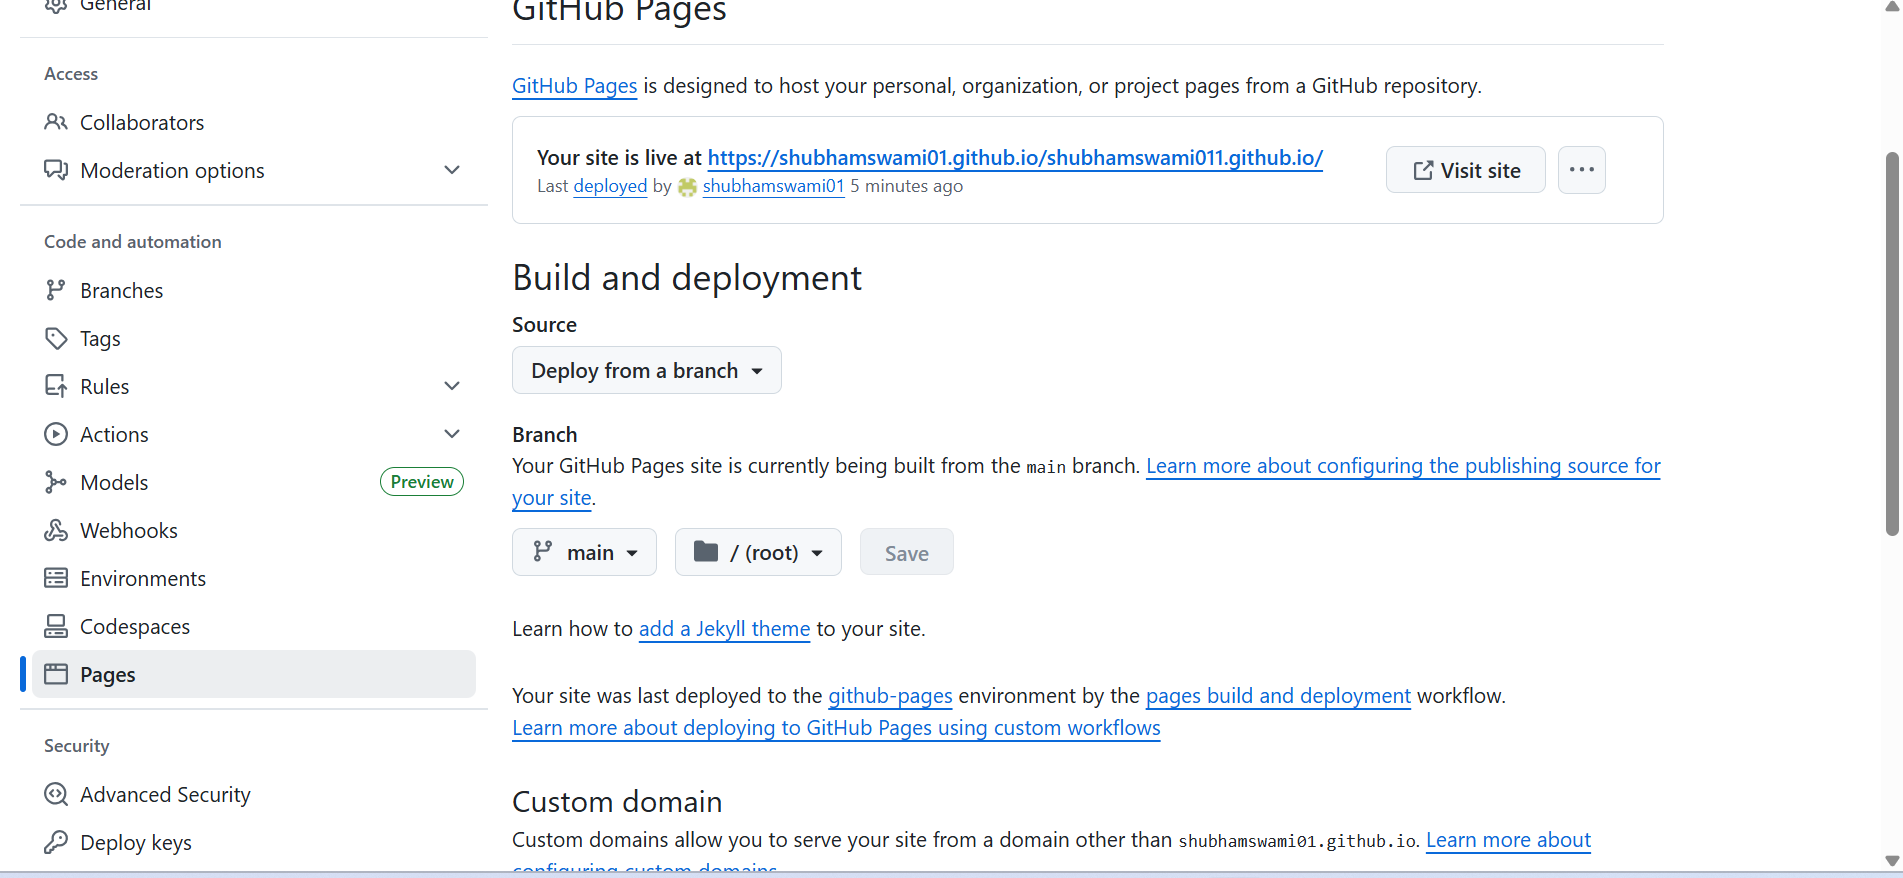 General
Access
Collaborators
Moderation options
Code and automation
Branches
Tags
Rules
Actions
Models
Preview
Webhooks
Environments
Codespaces
Pages
Security
Advanced Security
Deploy keys
GitHub Pages
GitHub Pages is designed to host your personal, organization, or project pages from a GitHub repository.
Your site is live at https://shubhamswami01.github.io/shubhamswami011.github.io/
Last deployed by shubhamswami01 5 minutes ago
Visit site
Build and deployment
Source
Deploy from a branch
Branch
Your GitHub Pages site is currently being built from the main branch. Learn more about configuring the publishing source for
your site.
main
/ (root)
Save
Learn how to add a Jekyll theme to your site.
Your site was last deployed to the github-pages environment by the pages build and deployment workflow.
Learn more about deploying to GitHub Pages using custom workflows
Custom domain
Custom domains allow you to serve your site from a domain other than shubhamswami01.github.io. Learn more about
configuring custom domains.